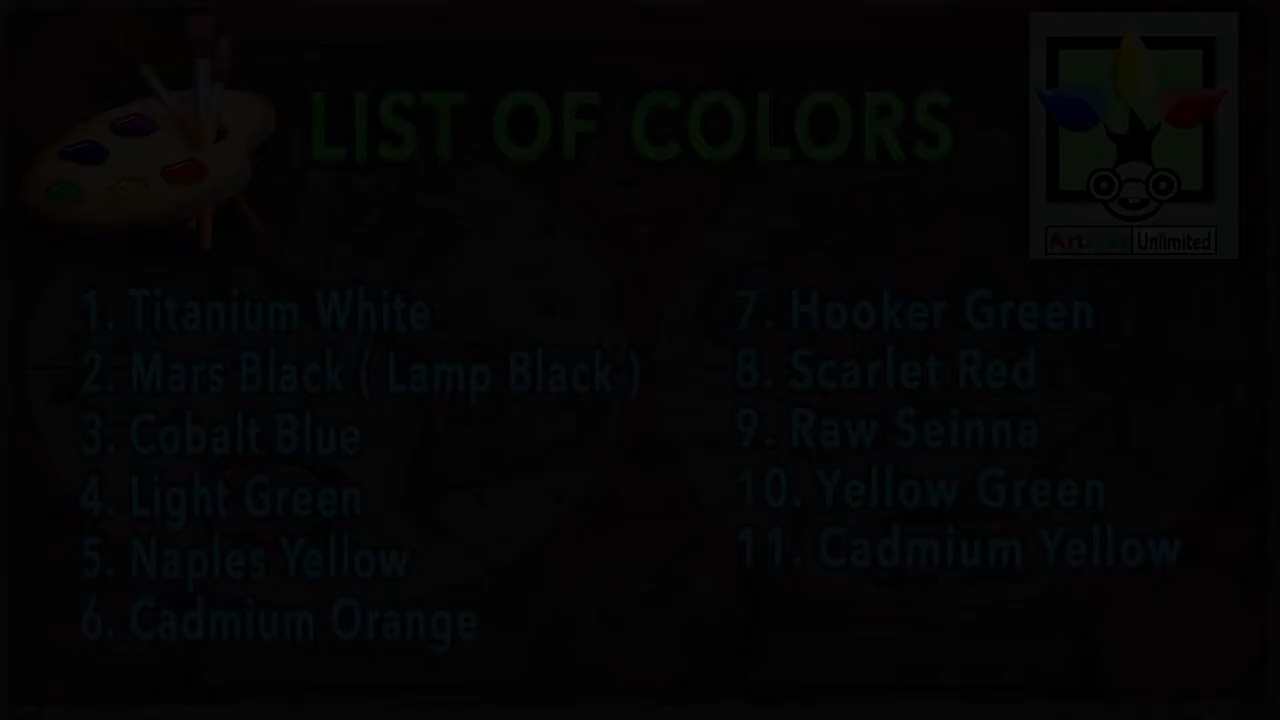 LIST OF COLORS
Unlimited
1. Titanium White
2. Mars Black ( Lamp Black )
3. Cobalt Blue
4. Light Green
5. Naples Yellow
6. Cadmium Orange
7. Hooker Green
8. Scarlet Red
9. Raw Seinna
10. Yellow Green
11. Cadmium Yellow